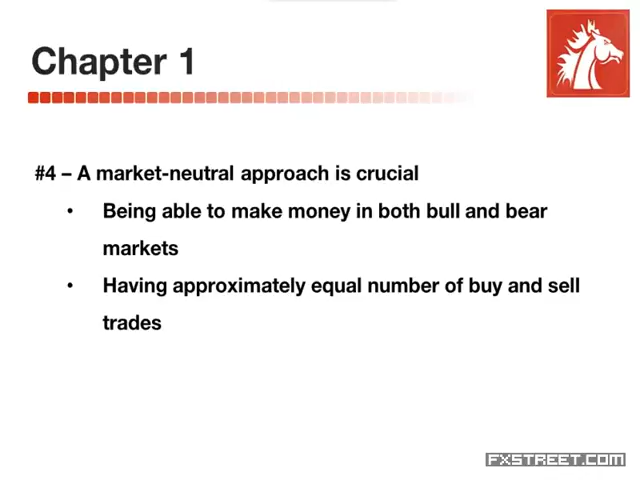 Chapter 1
#4 – A market-neutral approach is crucial
• Being able to make money in both bull and bear
markets
• Having approximately equal number of buy and sell
trades
FXSTREET.COM